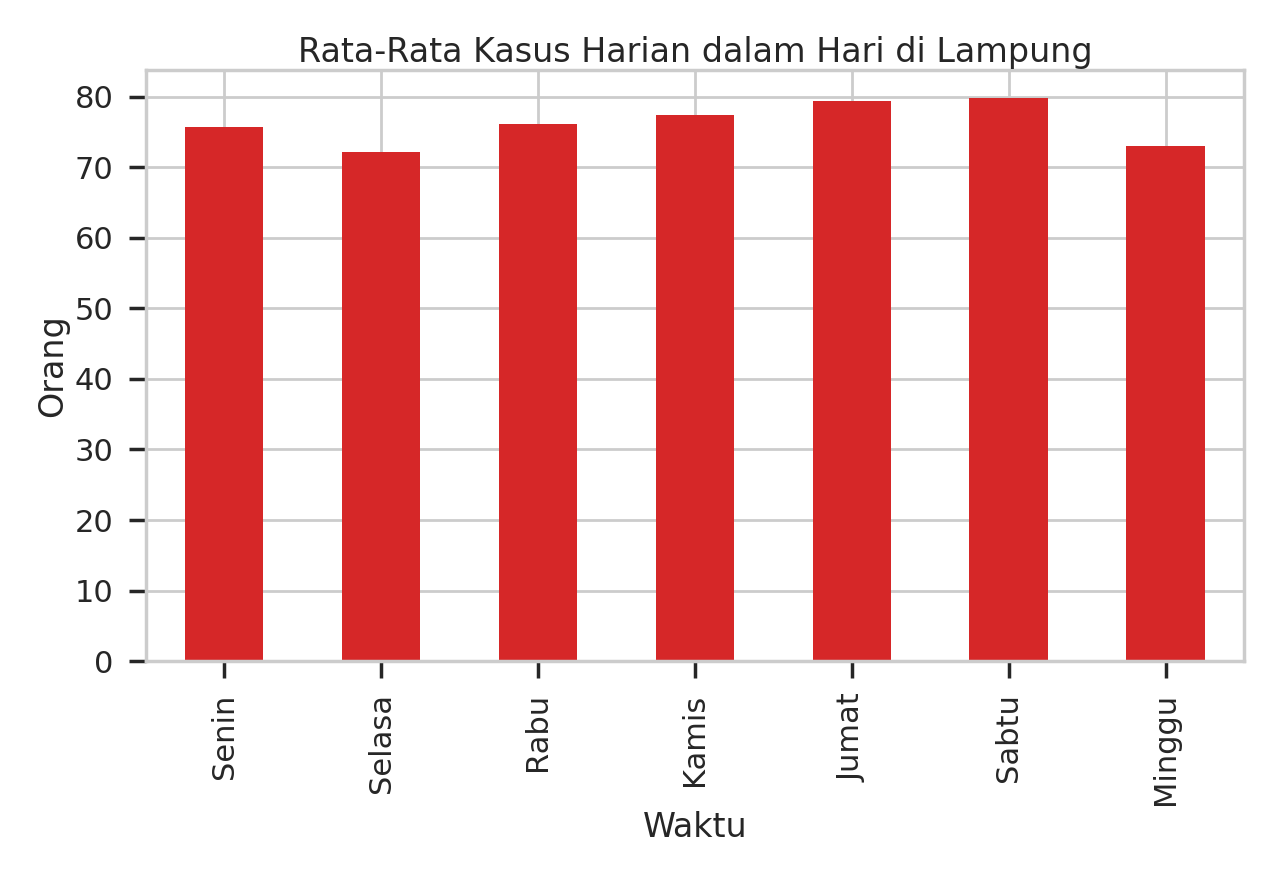 Rata-Rata Kasus Harian dalam Hari di Lampung
80
70
60
50
40
30
20
10
0
Orang
Senin
Selasa
Rabu
Kamis
Jumat
Sabtu
Minggu
Waktu